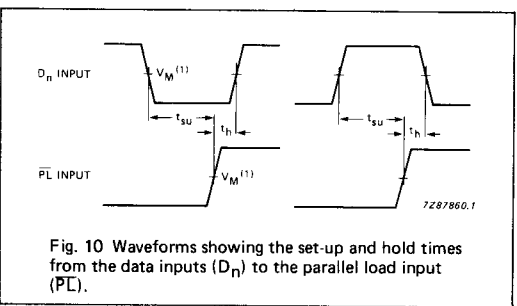 Dn INPUT
VM(1)
tsu
th
tsu
th
PL INPUT
VM(1)
7Z87860.1
Fig. 10 Waveforms showing the set-up and hold times
from the data inputs (Dn) to the parallel load input
(PL).